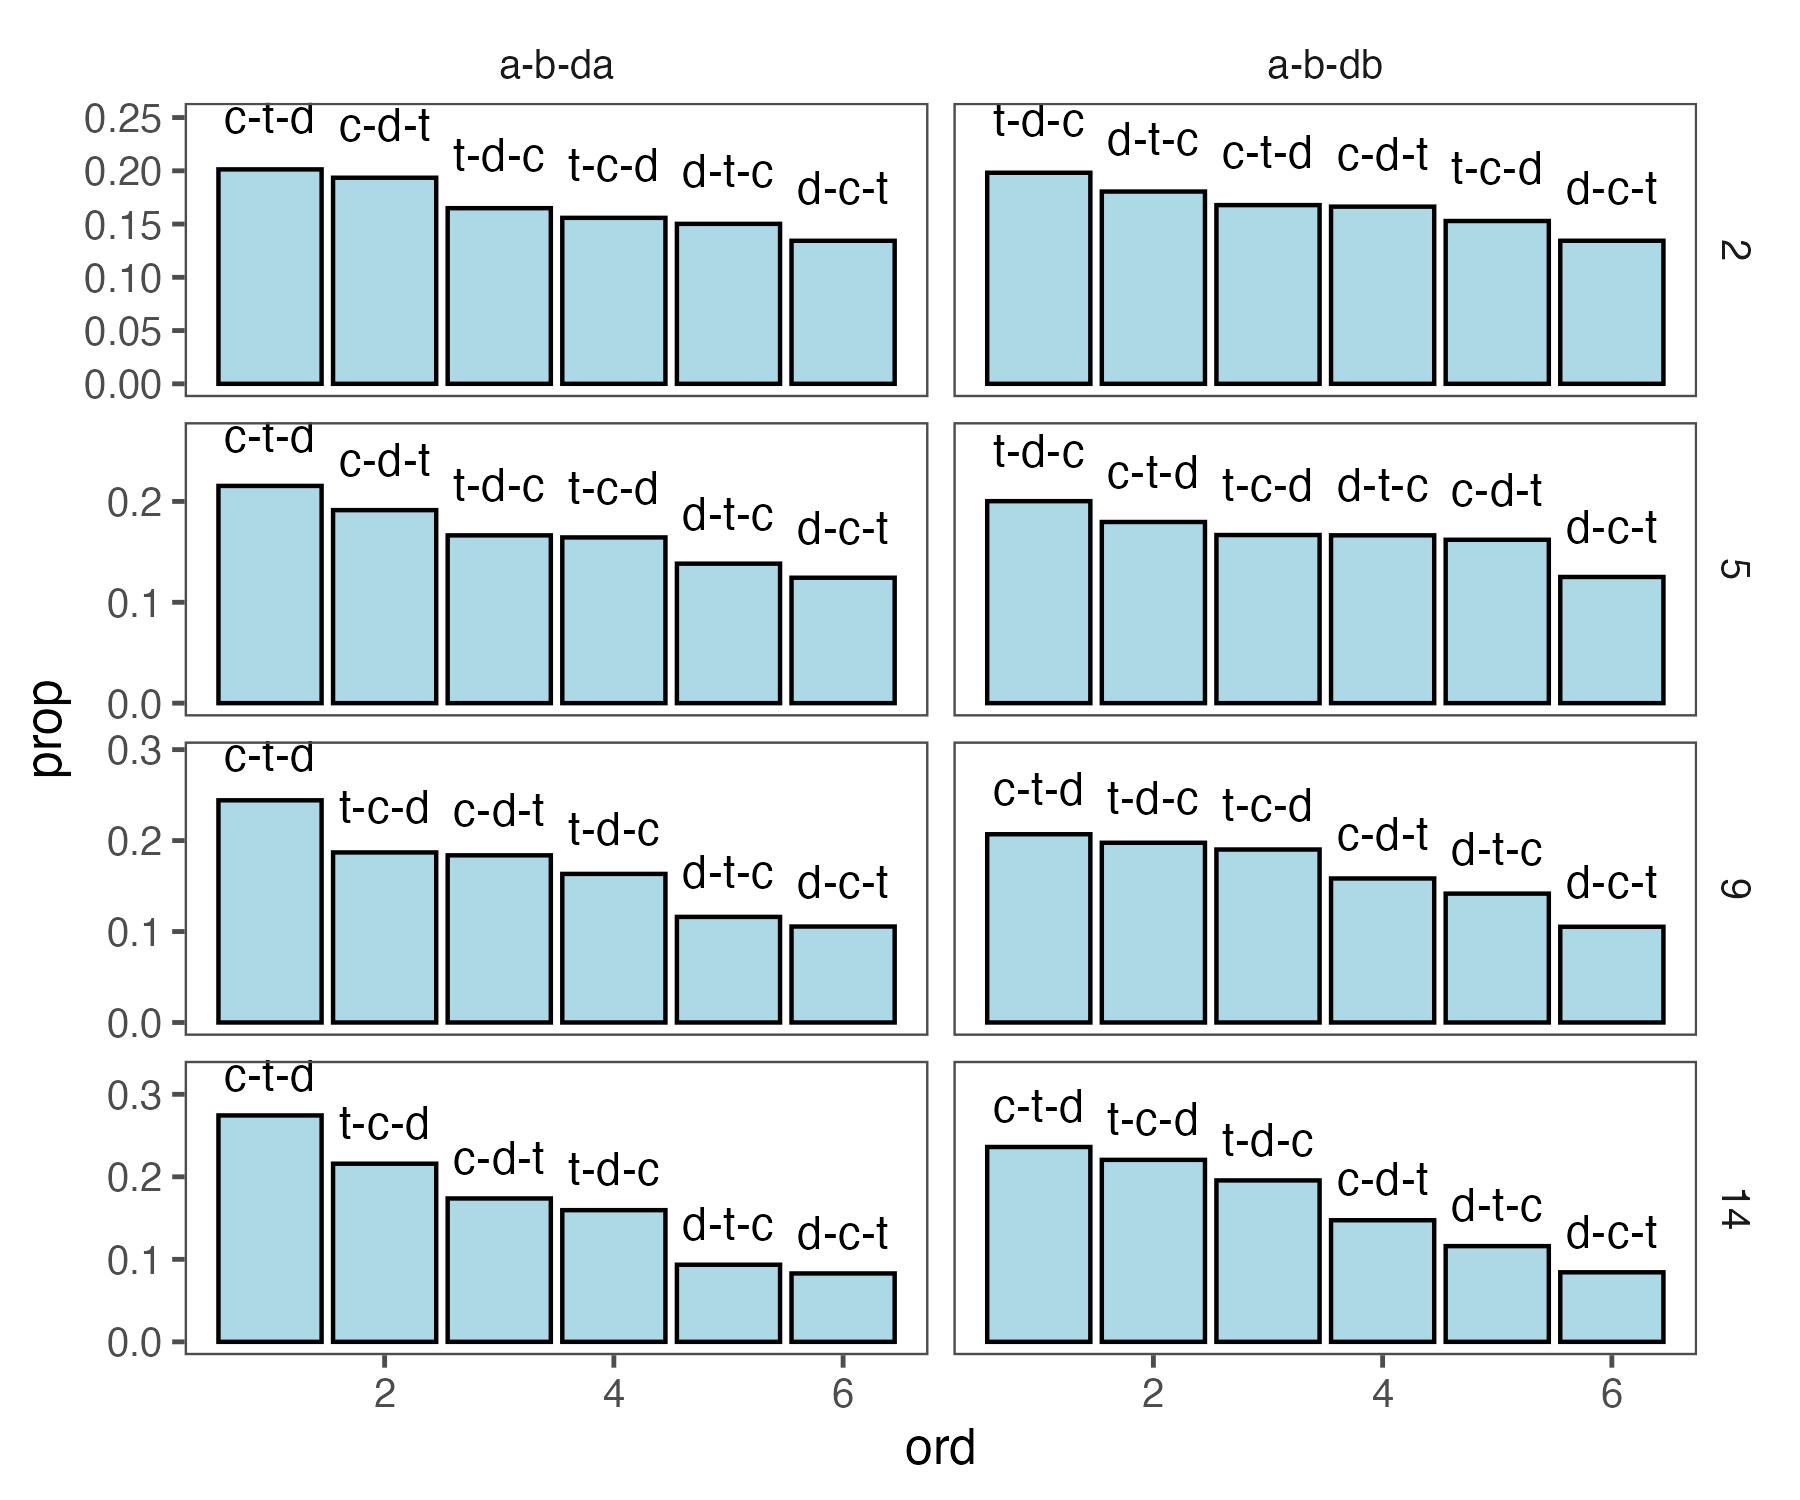 a-b-da a-b-db
0.25
0.20
0.15
0.10
0.05
0.00
c-t-d c-d-t t-d-c t-c-d d-t-c d-c-t
t-d-c d-t-c c-t-d c-d-t t-c-d d-c-t
2
0.2
0.1
0.0
c-t-d c-d-t t-d-c t-c-d d-t-c d-c-t
t-d-c c-t-d t-c-d d-t-c c-d-t d-c-t
5
prop
0.3
0.2
0.1
0.0
c-t-d t-c-d c-d-t t-d-c d-t-c d-c-t
c-t-d t-d-c t-c-d c-d-t d-t-c d-c-t
9
0.3
0.2
0.1
0.0
c-t-d t-c-d c-d-t t-d-c d-t-c d-c-t
c-t-d t-c-d t-d-c c-d-t d-t-c d-c-t
14
2 4 6 2 4 6
ord